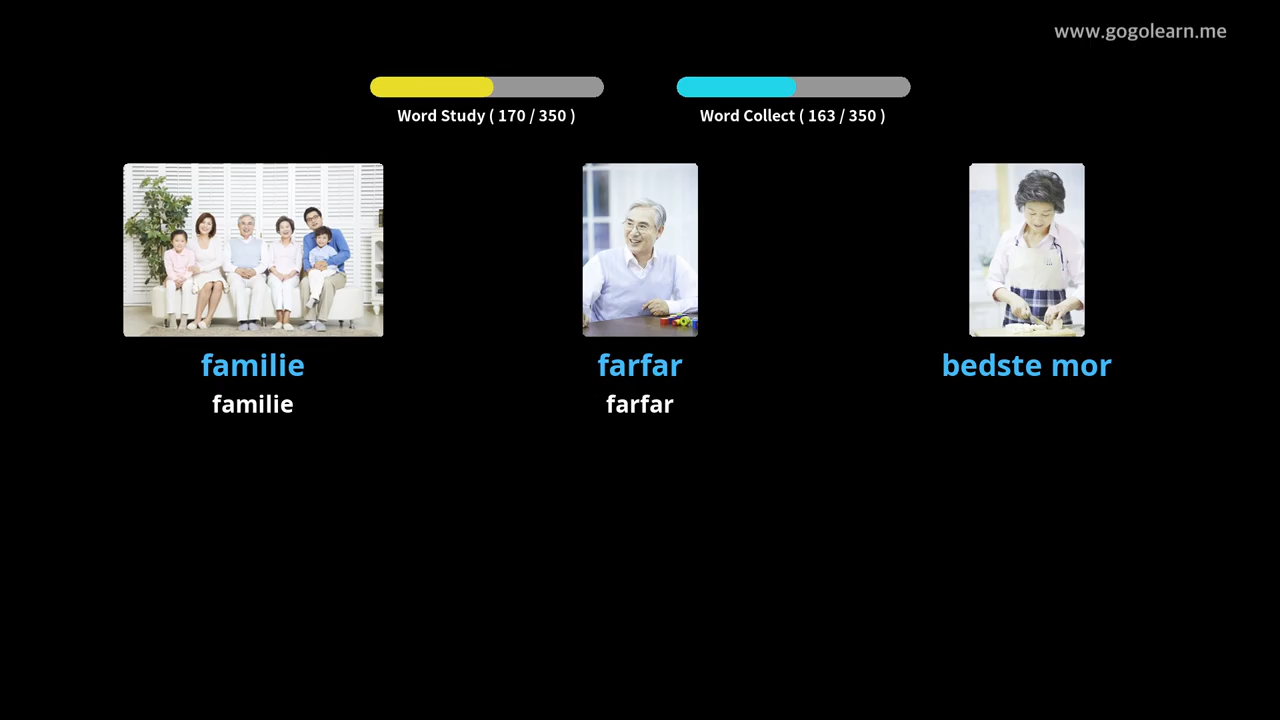 www.gogolearn.me
Word Study ( 170 / 350 )
Word Collect ( 163 / 350 )
familie
farfar
bedste mor
familie
farfar